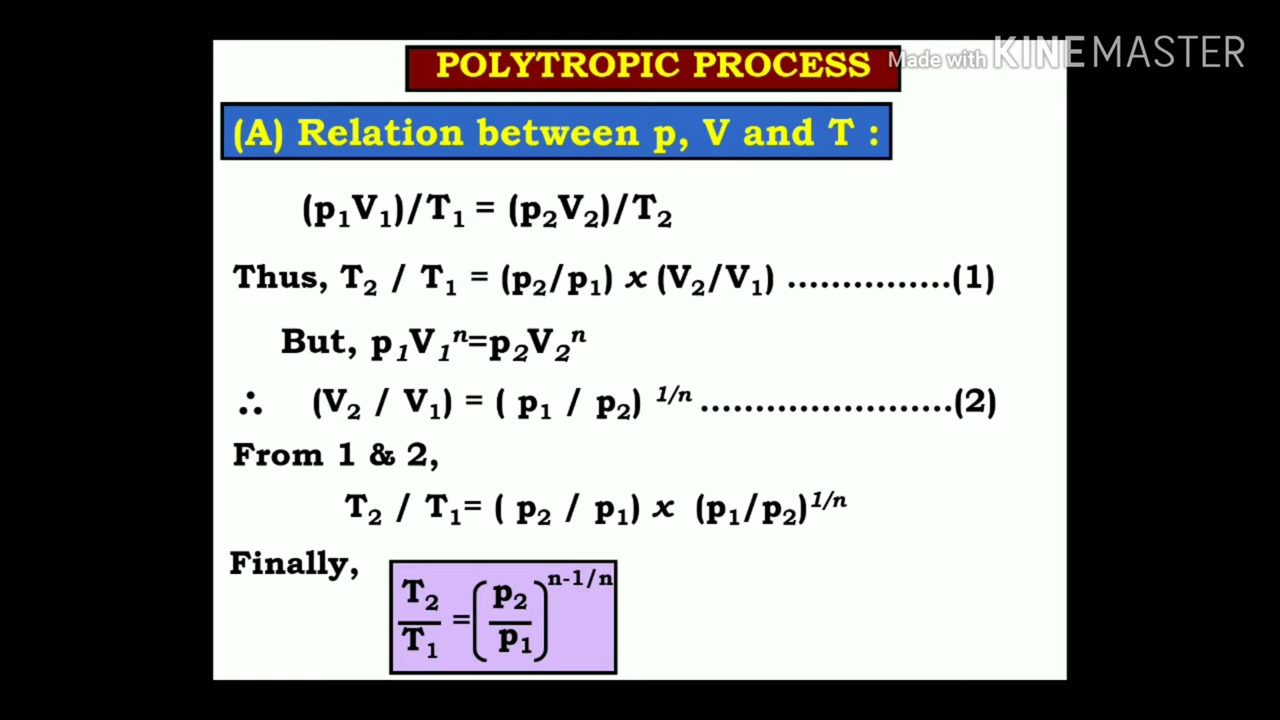 POLYTROPIC PROCESS
Made with KINEMASTER
(A) Relation between p, V and T :
(p₁V₁)/T₁ = (p₂V₂)/T₂
Thus, T₂ / T₁ = (p₂/p₁) x (V₂/V₁) ...............(1)
But, p₁V₁ⁿ=p₂V₂ⁿ
∴ (V₂ / V₁) = ( p₁ / p₂) ¹/ⁿ .......................(2)
From 1 & 2,
T₂ / T₁= ( p₂ / p₁) x (p₁/p₂)¹/ⁿ
Finally,
T₂/T₁ = (p₂/p₁)ⁿ⁻¹/ⁿ